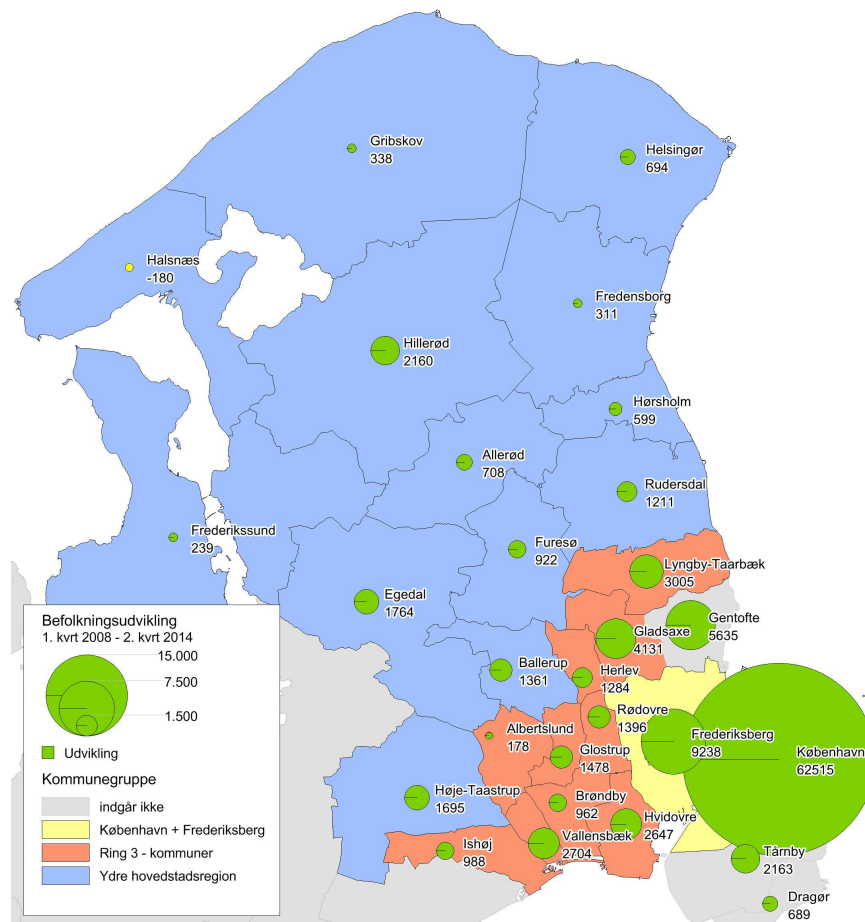 Gribskov
338
Helsingør
694
Halsnæs
-180
Fredensborg
311
Hillerød
2160
Hørsholm
599
Allerød
708
Rudersdal
1211
Frederikssund
239
Furesø
922
Lyngby-Taarbæk
3005
Egedal
1764
Gentofte
5635
Gladsaxe
4131
Ballerup
1361
Herlev
1284
Rødovre
1396
Frederiksberg
9238
København
62515
Albertslund
178
Glostrup
1478
Høje-Taastrup
1695
Brøndby
962
Hvidovre
2647
Vallensbæk
2704
Ishøj
988
Tårnby
2163
Dragør
689
Befolkningsudvikling
1. kvrt 2008 - 2. kvrt 2014
15.000
7.500
1.500
Udvikling
Kommunegruppe
indgår ikke
København + Frederiksberg
Ring 3 - kommuner
Ydre hovedstadsregion